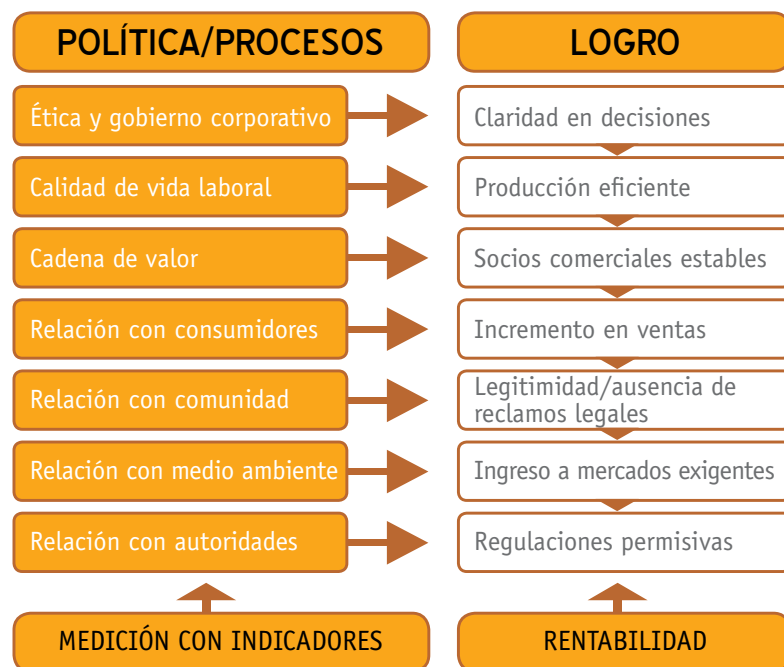 POLÍTICA/PROCESOS
LOGRO
Ética y gobierno corporativo
Claridad en decisiones
Calidad de vida laboral
Producción eficiente
Cadena de valor
Socios comerciales estables
Relación con consumidores
Incremento en ventas
Relación con comunidad
Legitimidad/ausencia de
reclamos legales
Relación con medio ambiente
Ingreso a mercados exigentes
Relación con autoridades
Regulaciones permisivas
MEDICIÓN CON INDICADORES
RENTABILIDAD